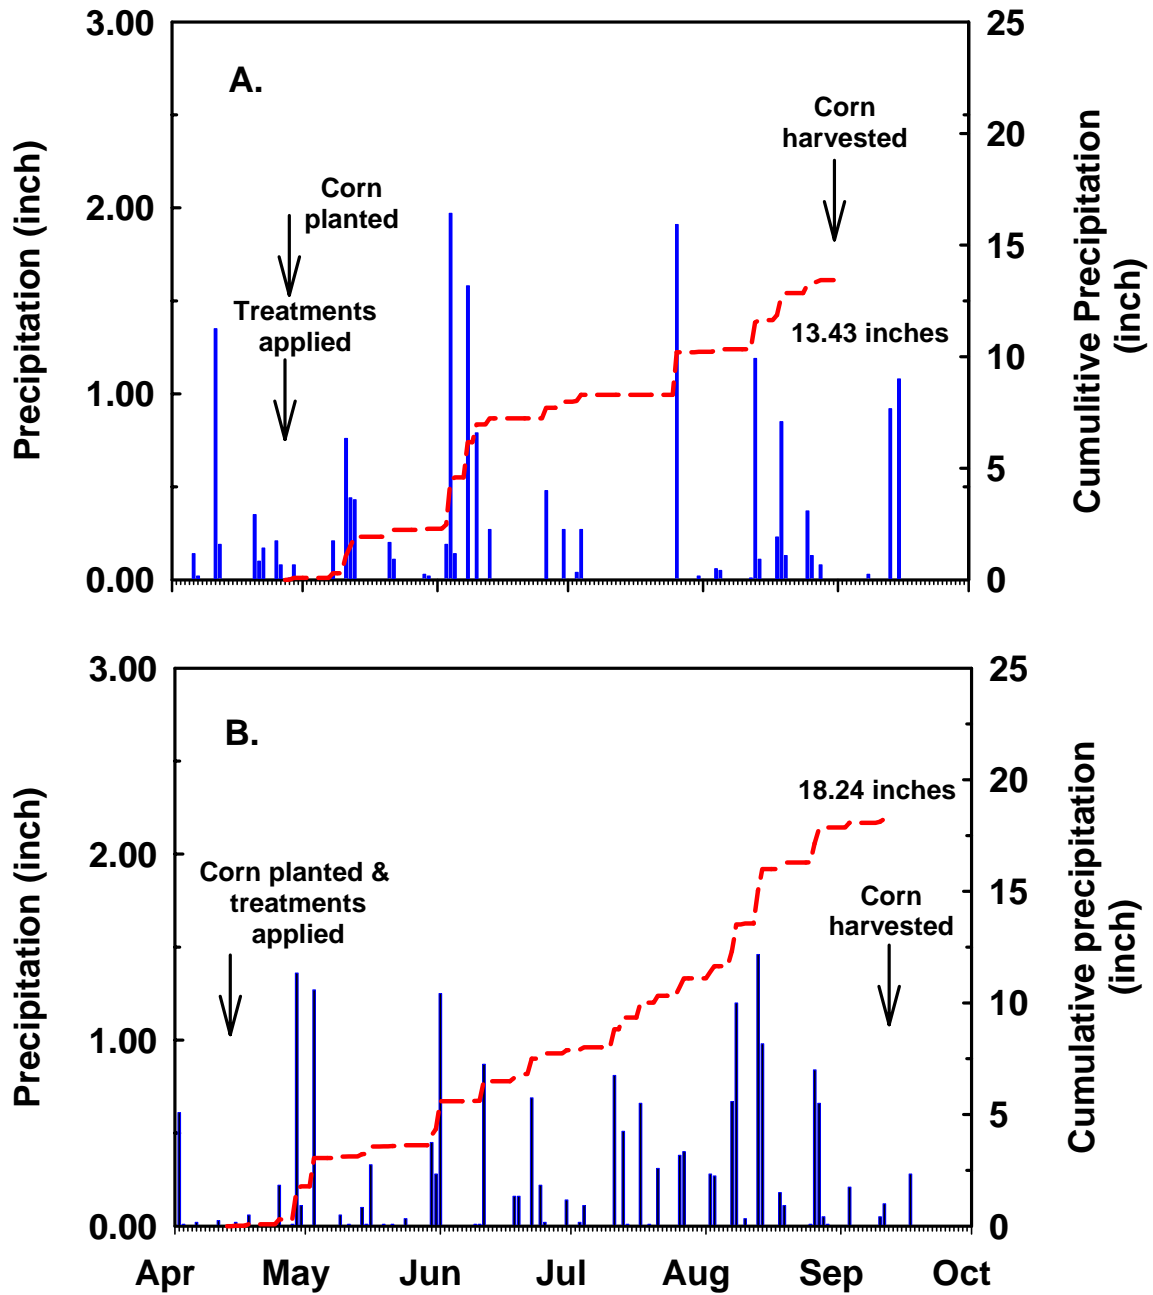 3.00
2.00
1.00
0.00
Precipitation (inch)
A.
Corn
planted
Treatments
applied
Corn
harvested
13.43 inches
25
20
15
10
5
0
Cumulitive Precipitation
(inch)
3.00
2.00
1.00
0.00
Precipitation (inch)
B.
Corn planted &
treatments
applied
18.24 inches
Corn
harvested
25
20
15
10
5
0
Cumulative precipitation
(inch)
Apr May Jun Jul Aug Sep Oct